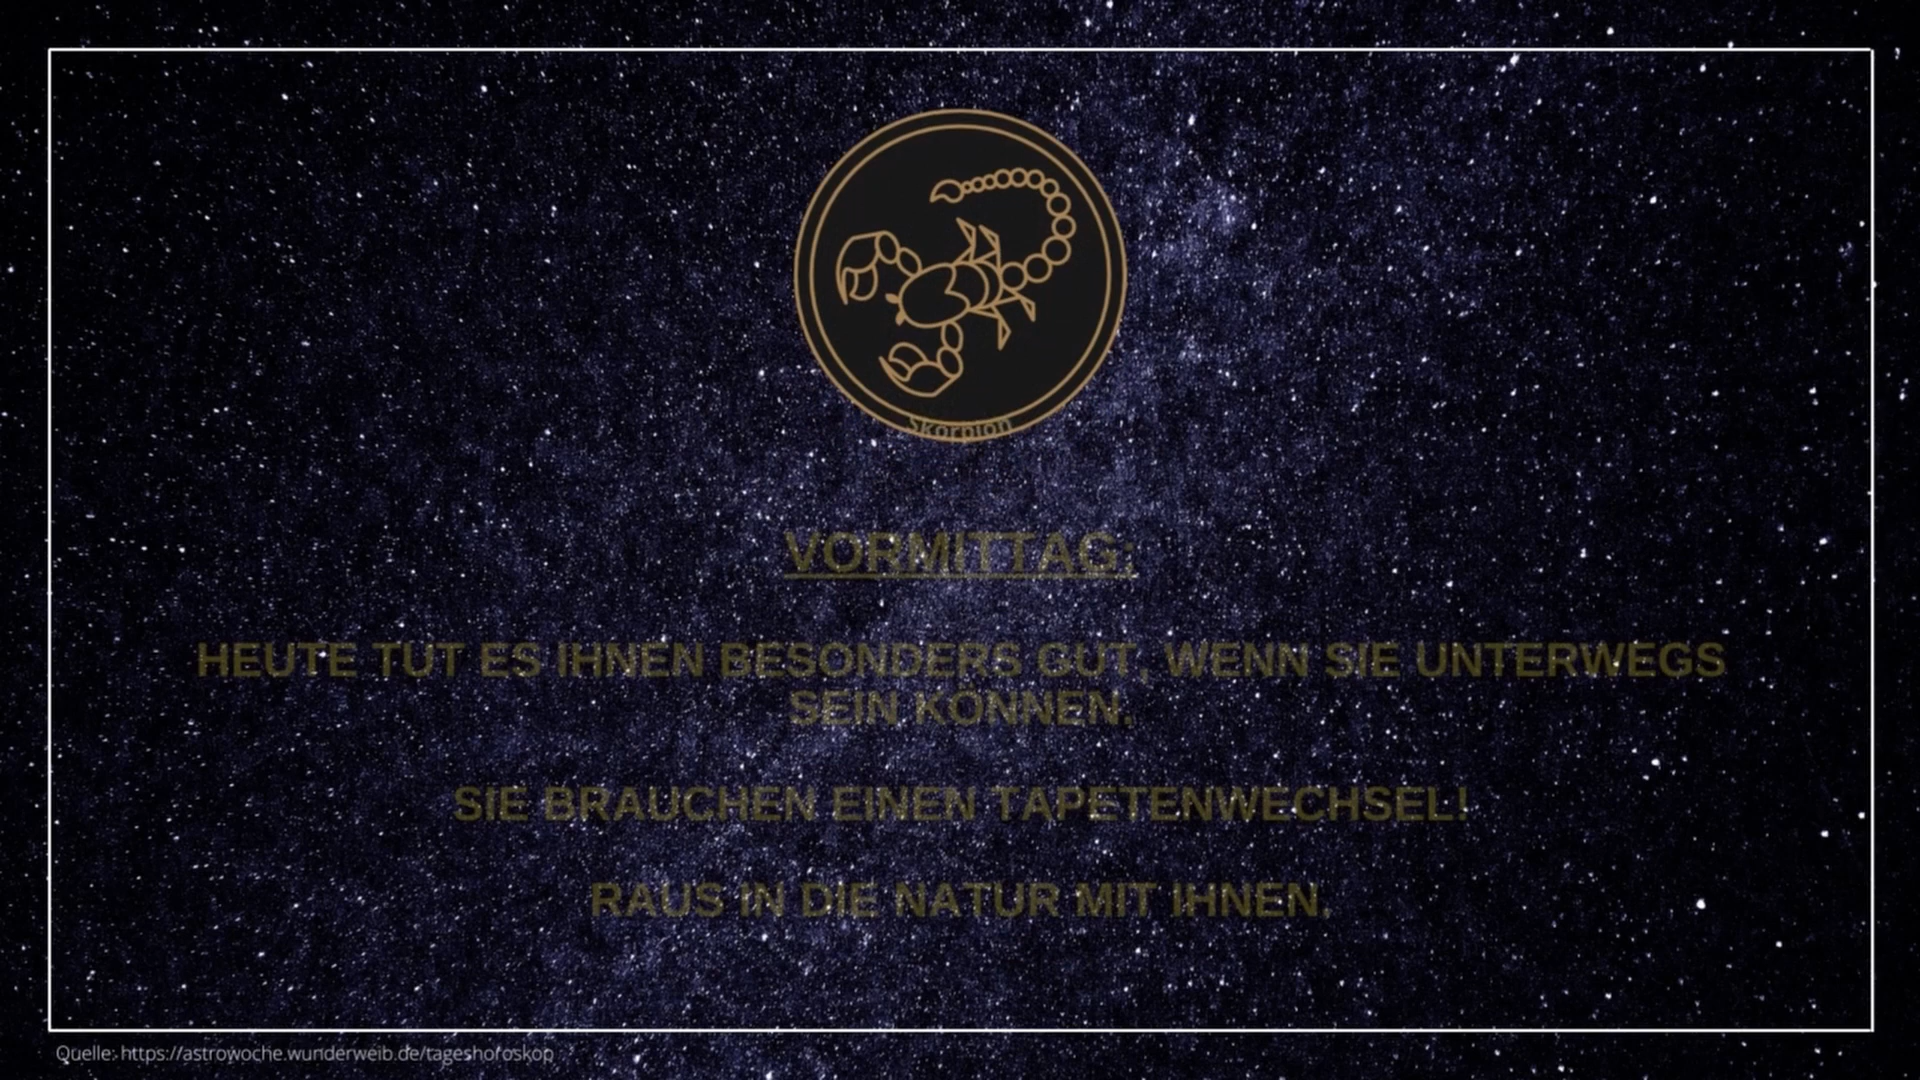 Skorpion
VORMITTAG:
HEUTE TUT ES IHNEN BESONDERS GUT, WENN SIE UNTERWEGS
SEIN KÖNNEN.
SIE BRAUCHEN EINEN TAPETENWECHSEL!
RAUS IN DIE NATUR MIT IHNEN.
Quelle: https://astrowoche.wunderweib.de/tageshoroskop